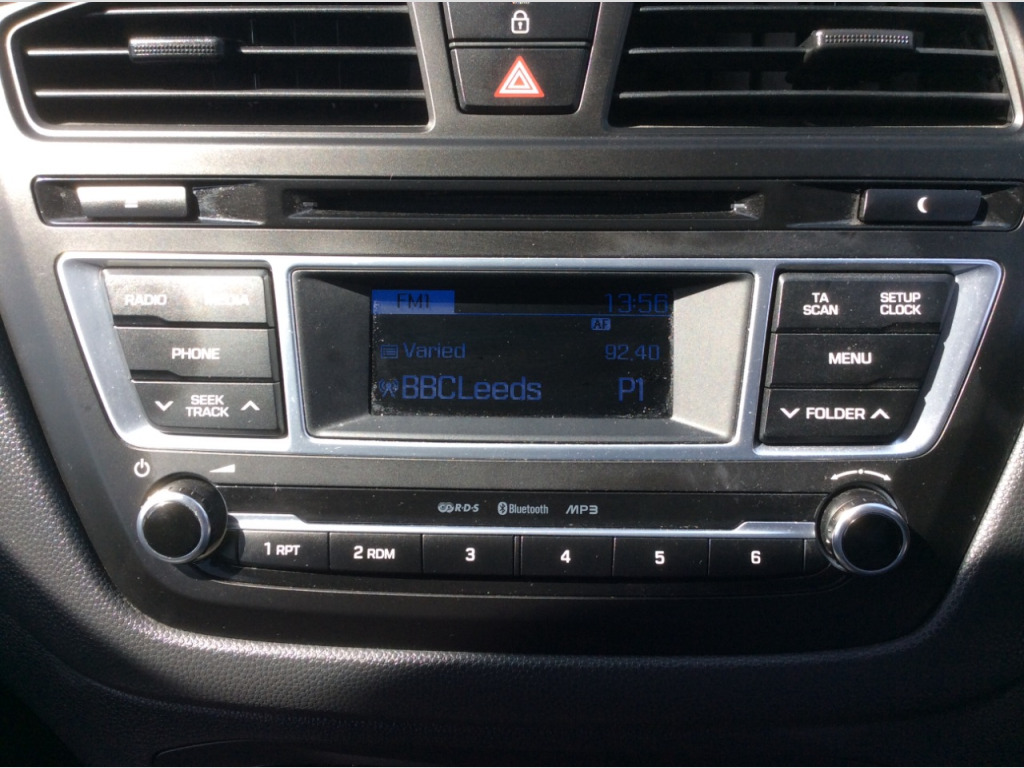 RADIO MEDIA
PHONE
SEEK
TRACK
FM1 13:56
AF
Varied 92.40
BBCLeeds P1
TA
SCAN
SETUP
CLOCK
MENU
FOLDER
R·D·S Bluetooth MP3
1 RPT 2 RDM 3 4 5 6